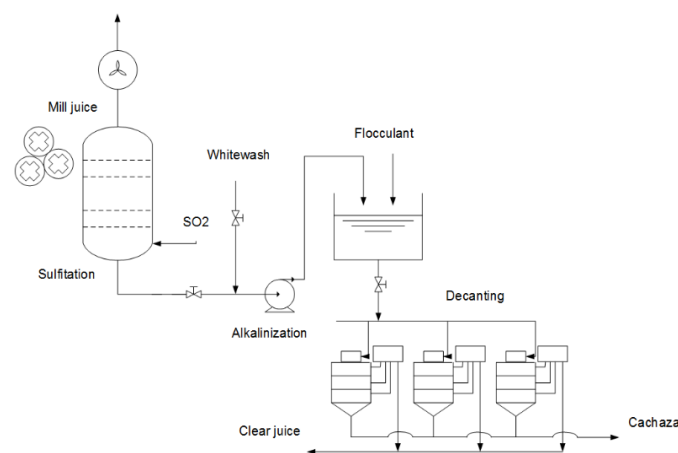 Mill juice
Flocculant
Whitewash
SO2
Sulfitation
Decanting
Alkalinization
Cachaza
Clear juice